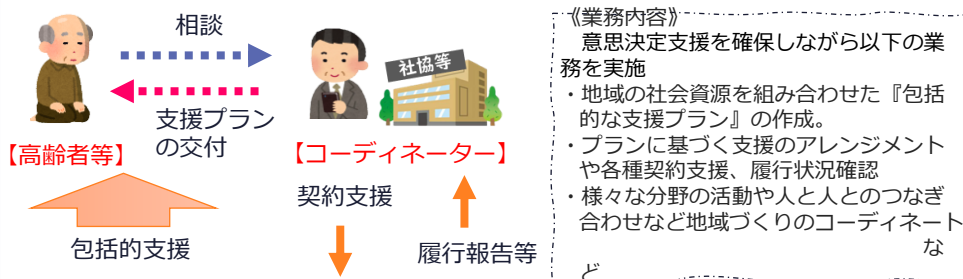 相談
社協等
支援プラン
の交付
【高齢者等】
【コーディネーター】
契約支援
包括的支援
履行報告等
《業務内容》
意思決定支援を確保しながら以下の業
務を実施
・地域の社会資源を組み合わせた『包括
的な支援プラン』の作成。
・プランに基づく支援のアレンジメント
や各種契約支援、履行状況確認
・様々な分野の活動や人と人とのつなぎ
合わせなど地域づくりのコーディネート
な
ど